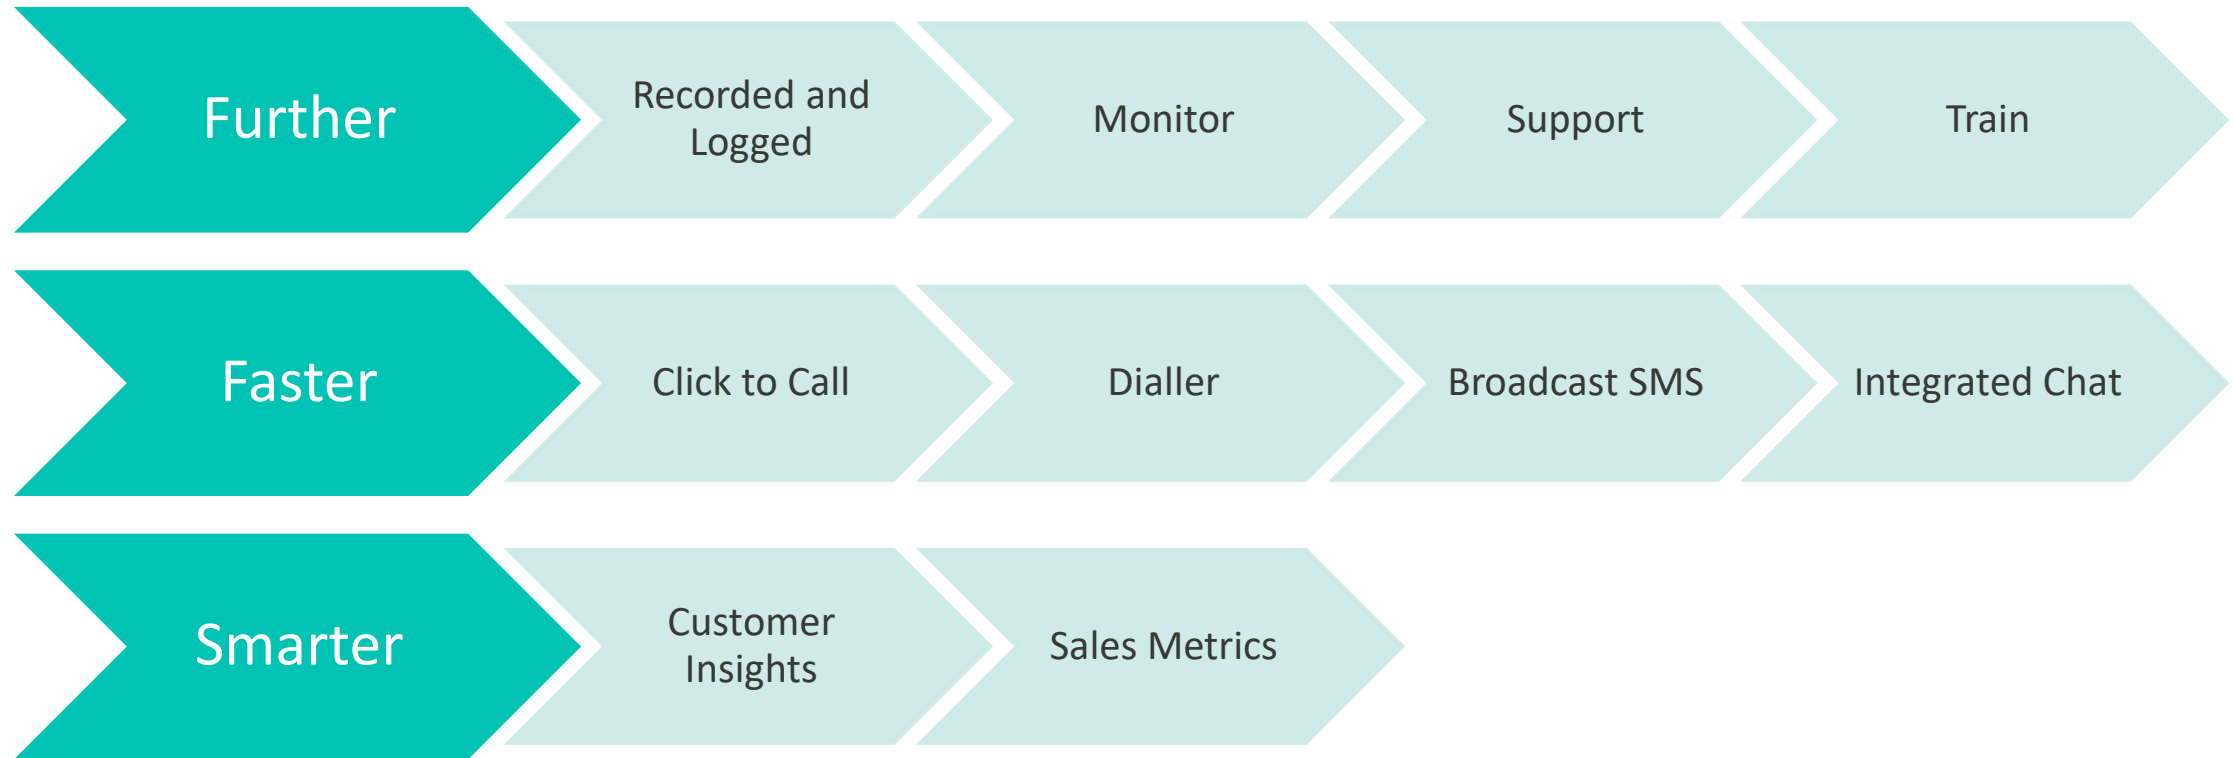 Further
Recorded and
Logged
Monitor
Support
Train
Faster
Click to Call
Dialler
Broadcast SMS
Integrated Chat
Smarter
Customer
Insights
Sales Metrics